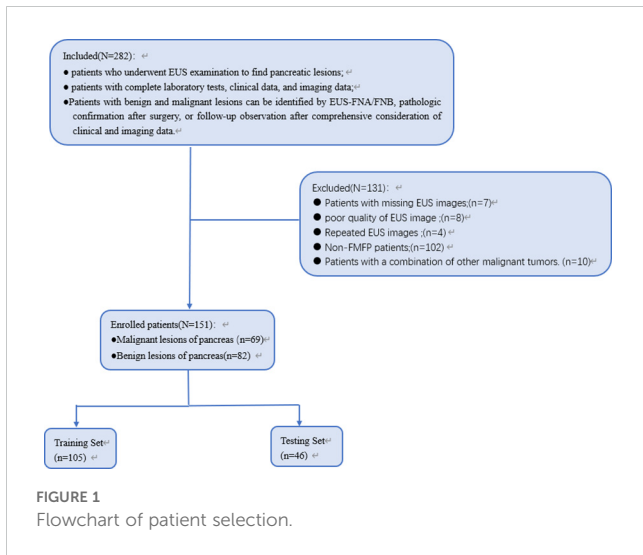 Included(N=282): ↵
● patients who underwent EUS examination to find pancreatic lesions; ↵
● patients with complete laboratory tests, clinical data, and imaging data;↵
●Patients with benign and malignant lesions can be identified by EUS-FNA/FNB, pathologic
confirmation after surgery, or follow-up observation after comprehensive consideration of
clinical and imaging data.↵
Excluded(N=131): ↵
● Patients with missing EUS images;(n=7)↵
● poor quality of EUS image ;(n=8)↵
● Repeated EUS images ;(n=4)↵
● Non-FMFP patients;(n=102)↵
● Patients with a combination of other malignant tumors. (n=10)↵
Enrolled patients(N=151): ↵
●Malignant lesions of pancreas (n=69)↵
●Benign lesions of pancreas(n=82) ↵
Training Set↵
(n=105) ↵
Testing Set↵
(n=46) ↵
FIGURE 1
Flowchart of patient selection.